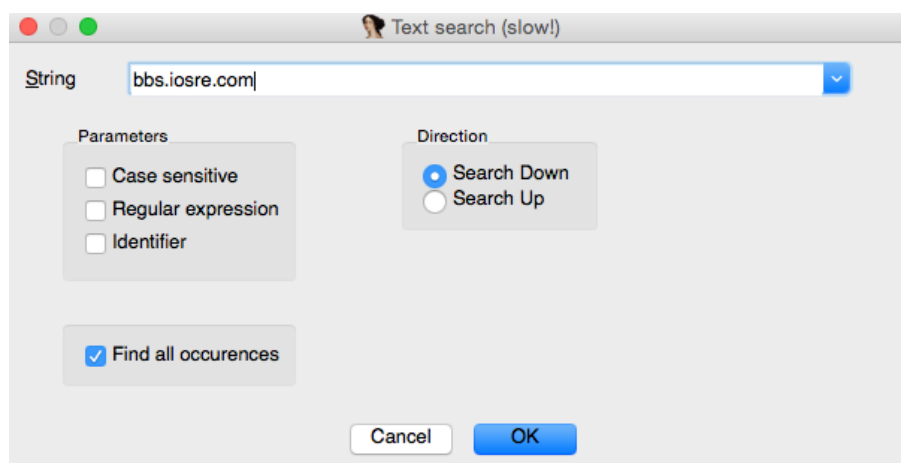 Text search (slow!)
String bbs.iosre.com
Parameters
Case sensitive
Regular expression
Identifier
Direction
Search Down
Search Up
Find all occurences
Cancel OK